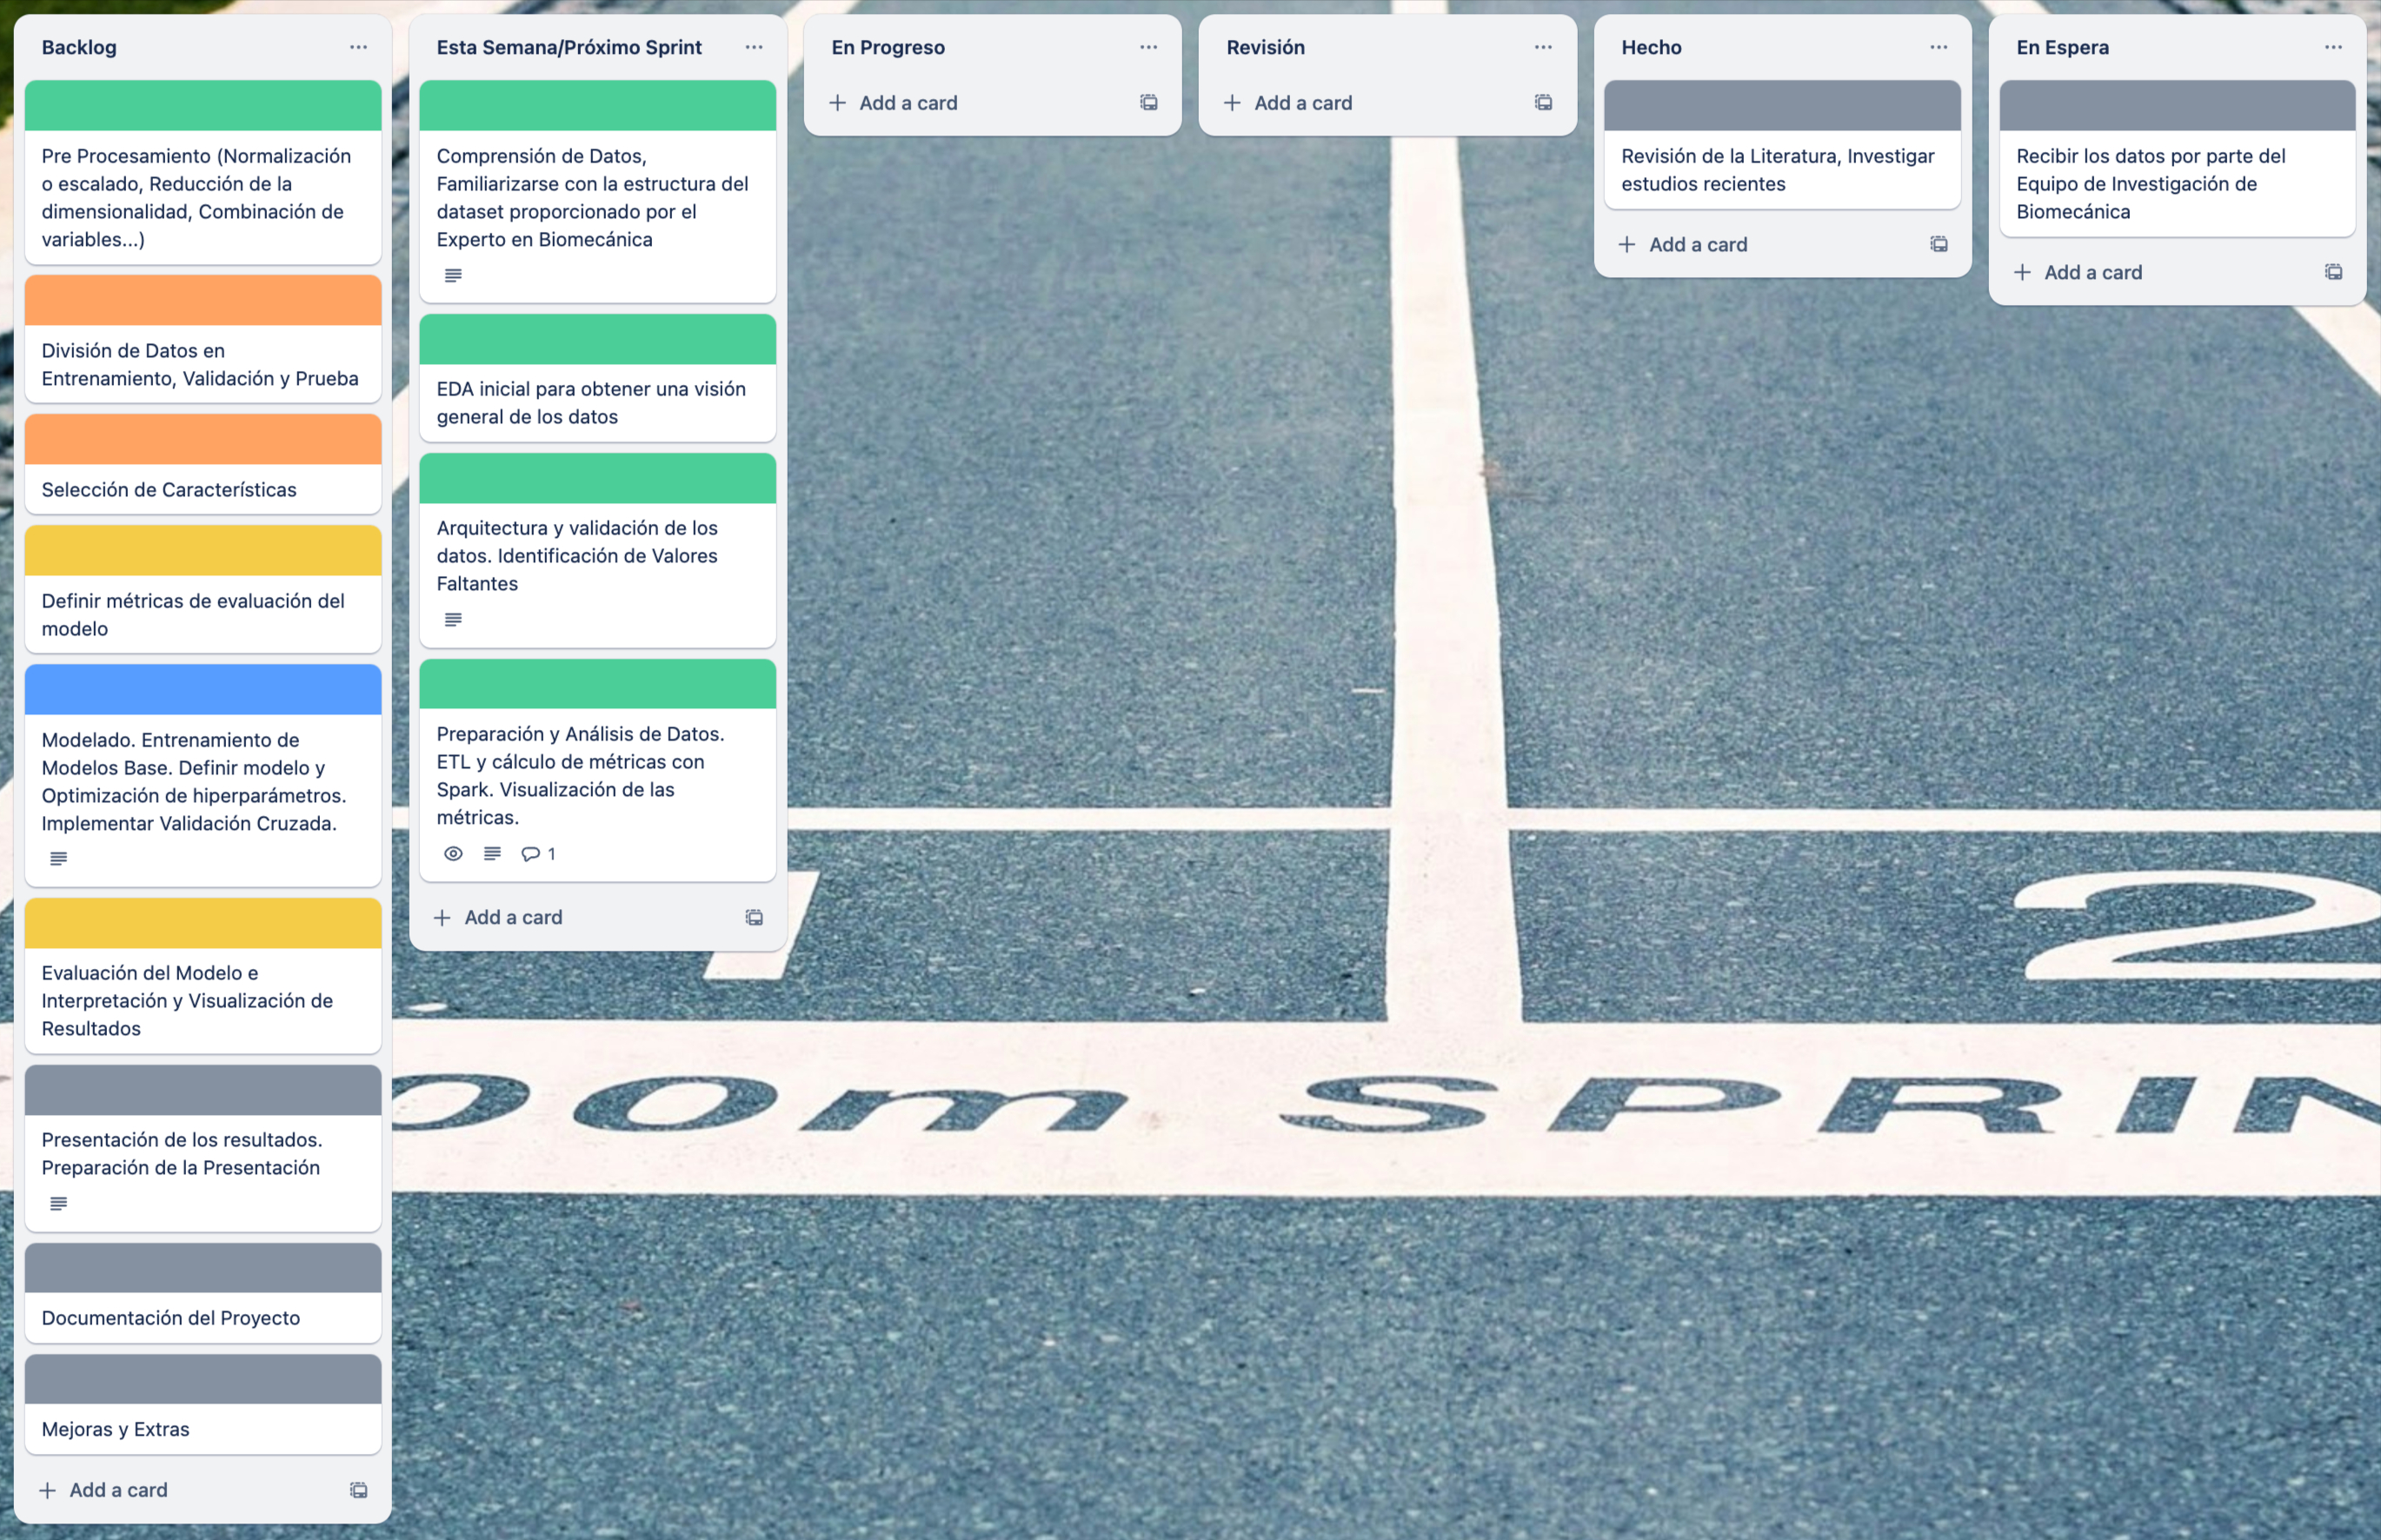 Backlog
Pre Procesamiento (Normalización
o escalado, Reducción de la
dimensionalidad, Combinación de
variables...)
División de Datos en
Entrenamiento, Validación y Prueba
Selección de Características
Definir métricas de evaluación del
modelo
Modelado. Entrenamiento de
Modelos Base. Definir modelo y
Optimización de hiperparámetros.
Implementar Validación Cruzada.
Evaluación del Modelo e
Interpretación y Visualización de
Resultados
Presentación de los resultados.
Preparación de la Presentación
Documentación del Proyecto
Mejoras y Extras
+ Add a card
Esta Semana/Próximo Sprint
Comprensión de Datos,
Familiarizarse con la estructura del
dataset proporcionado por el
Experto en Biomecánica
EDA inicial para obtener una visión
general de los datos
Arquitectura y validación de los
datos. Identificación de Valores
Faltantes
Preparación y Análisis de Datos.
ETL y cálculo de métricas con
Spark. Visualización de las
métricas.
1
+ Add a card
En Progreso
+ Add a card
Revisión
+ Add a card
Hecho
Revisión de la Literatura, Investigar
estudios recientes
+ Add a card
En Espera
Recibir los datos por parte del
Equipo de Investigación de
Biomecánica
+ Add a card
1 2
00m SPRIN